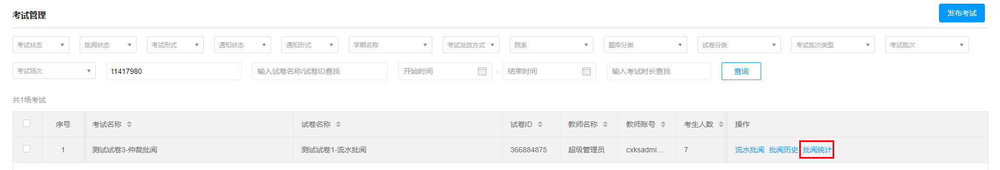 考试管理
发布考试
考试状态 批阅状态 考试形式 通知状态 通知形式 学期名称 考试发放方式 院系 题库分类 试卷分类 考试批次类型 考试批次
考试场次 t1417980 输入试卷名称/试卷ID查找 开始时间 - 结束时间 输入考试时长查找 查询
共1场考试
序号 考试名称 试卷名称 试卷ID 教师名称 教师账号 考生人数 操作
1 测试试卷3-仲裁批阅 测试试卷1-流水批阅 366884875 超级管理员 cxksadmi... 7 流水批阅 批阅历史 批阅统计